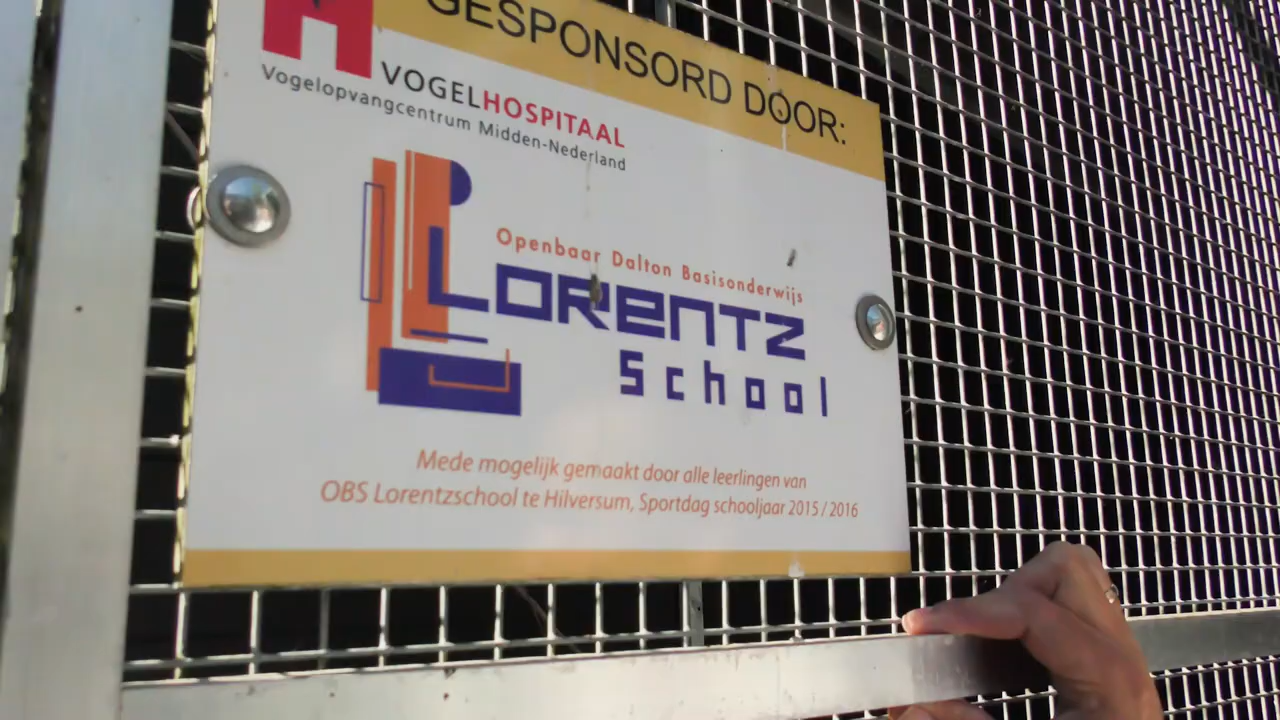 GESPONSORD DOOR:
VOGELHOSPITAAL
Vogelopvangcentrum Midden-Nederland
Openbaar Dalton Basisonderwijs
LORENTZ
School
Mede mogelijk gemaakt door alle leerlingen van
OBS Lorentzschool te Hilversum, Sportdag schooljaar 2015 / 2016